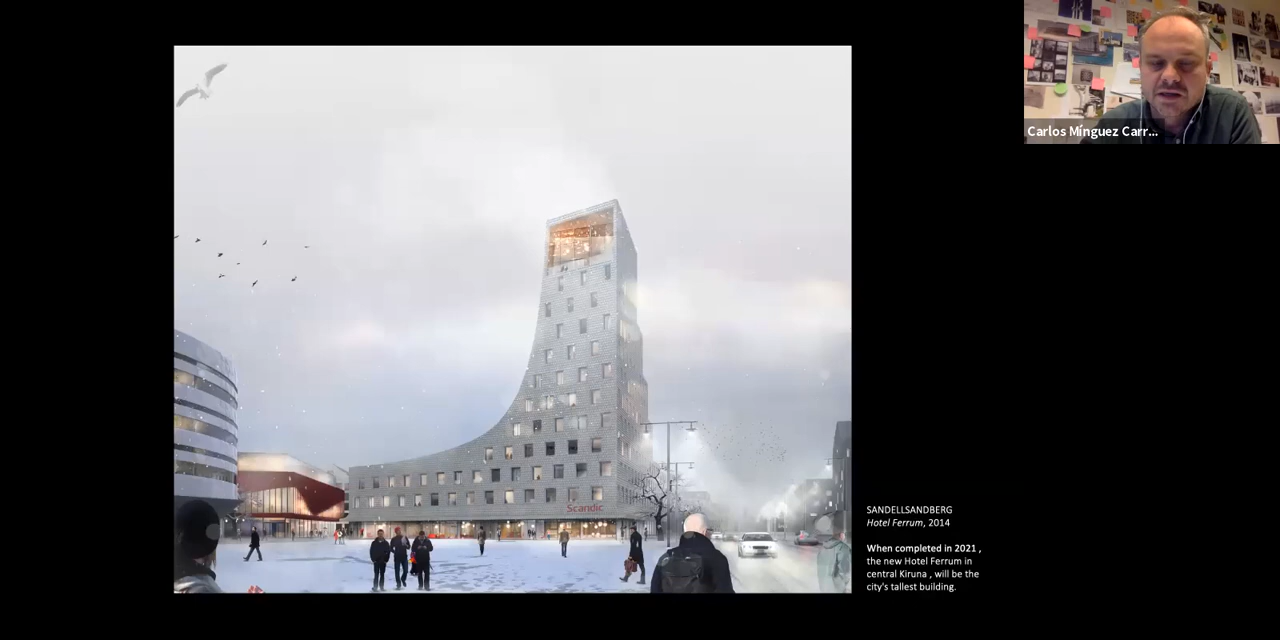 Carlos Mínguez Carr...
Scandic
SANDELLSANDBERG
Hotel Ferrum, 2014
When completed in 2021 ,
the new Hotel Ferrum in
central Kiruna , will be the
city's tallest building.